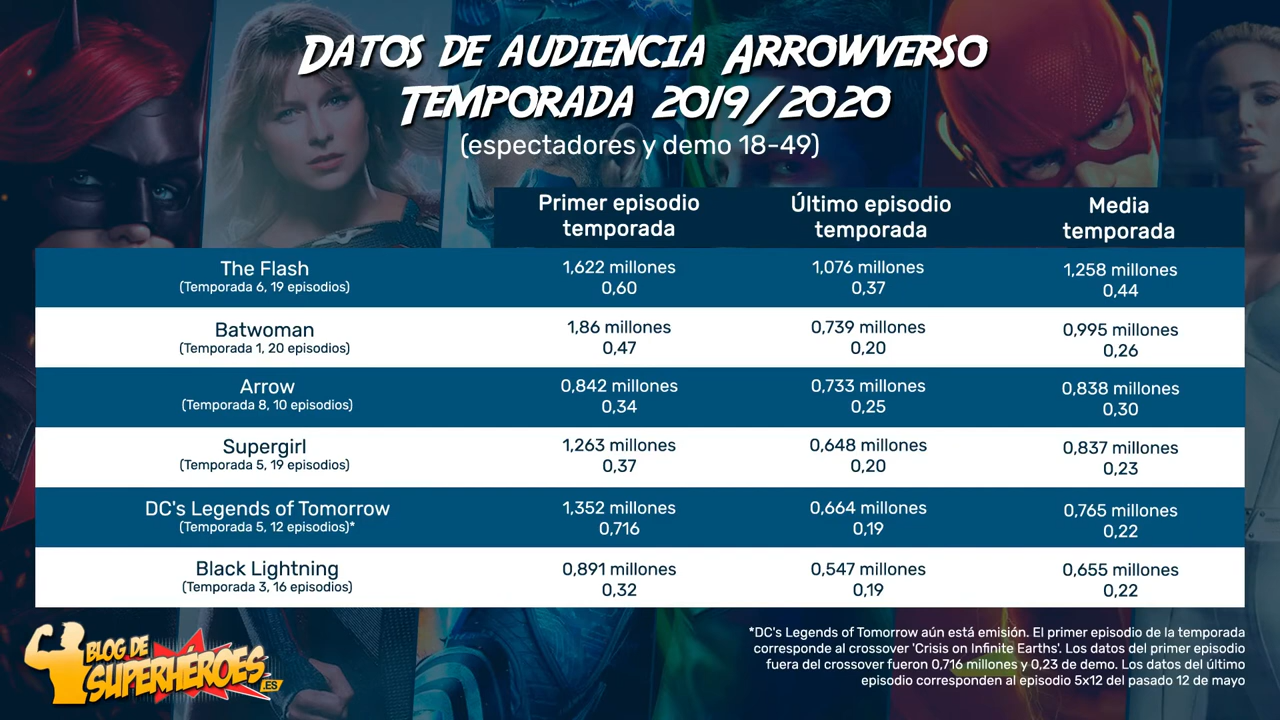 DATOS DE AUDIENCIA ARROWVERSO
TEMPORADA 2019/2020
(espectadores y demo 18-49)
Primer episodio temporada
Último episodio temporada
Media temporada
The Flash
(Temporada 6, 19 episodios)
1,622 millones
0,60
1,076 millones
0,37
1,258 millones
0,44
Batwoman
(Temporada 1, 20 episodios)
1,86 millones
0,47
0,739 millones
0,20
0,995 millones
0,26
Arrow
(Temporada 8, 10 episodios)
0,842 millones
0,34
0,733 millones
0,25
0,838 millones
0,30
Supergirl
(Temporada 5, 19 episodios)
1,263 millones
0,37
0,648 millones
0,20
0,837 millones
0,23
DC's Legends of Tomorrow
(Temporada 5, 12 episodios)*
1,352 millones
0,716
0,664 millones
0,19
0,765 millones
0,22
Black Lightning
(Temporada 3, 16 episodios)
0,891 millones
0,32
0,547 millones
0,19
0,655 millones
0,22
*DC's Legends of Tomorrow aún está emisión. El primer episodio de la temporada
corresponde al crossover 'Crisis on Infinite Earths'. Los datos del primer episodio
fuera del crossover fueron 0,716 millones y 0,23 de demo. Los datos del último
episodio corresponden al episodio 5x12 del pasado 12 de mayo
BLOG DE
SUPERHÉROES
.ES